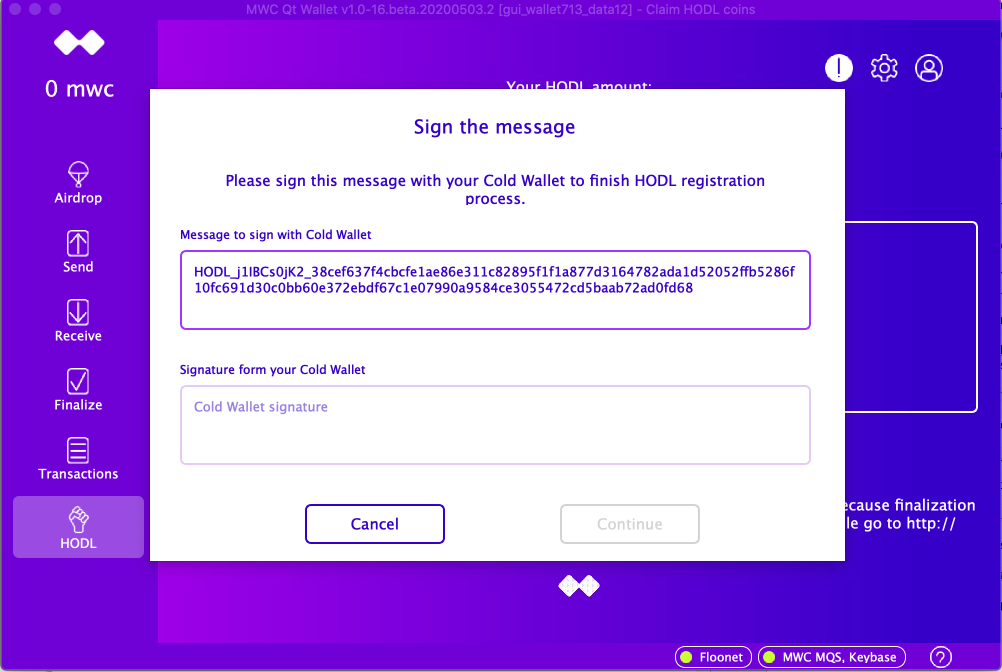 MWC Qt Wallet v1.0-16.beta.20200503.2 [gui_wallet713_data12] - Claim HODL coins
0 mwc
Your HODL amount:
Sign the message
Please sign this message with your Cold Wallet to finish HODL registration
process.
Message to sign with Cold Wallet
HODL_j1IBCs0jK2_38cef637f4cbcfe1ae86e311c82895f1f1a877d3164782ada1d52052ffb5286f
10fc691d30c0bb60e372ebdf67c1e07990a9584ce3055472cd5baab72ad0fd68
Signature form your Cold Wallet
Cold Wallet signature
Cancel
Continue
Airdrop
Send
Receive
Finalize
Transactions
HODL
ecause finalization
le go to http://
Floonet
MWC MQS, Keybase
?